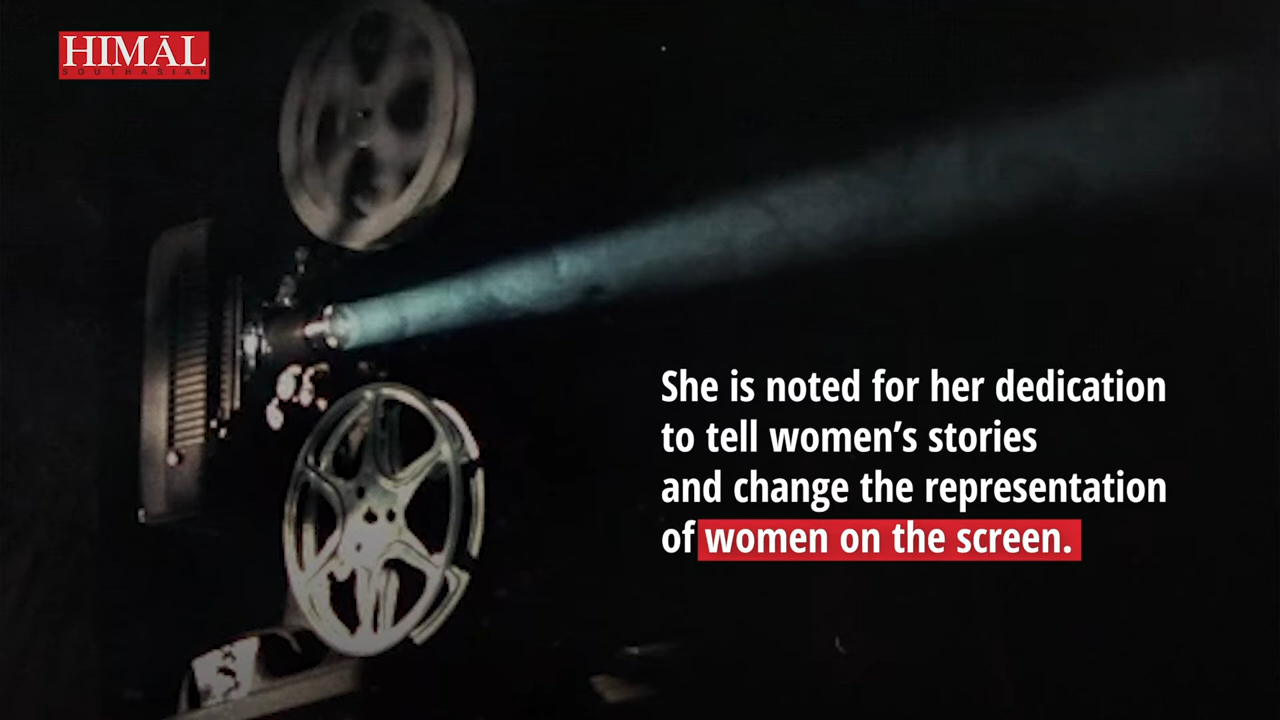 HIMĀL
SOUTHASIAN
She is noted for her dedication
to tell women’s stories
and change the representation
of women on the screen.